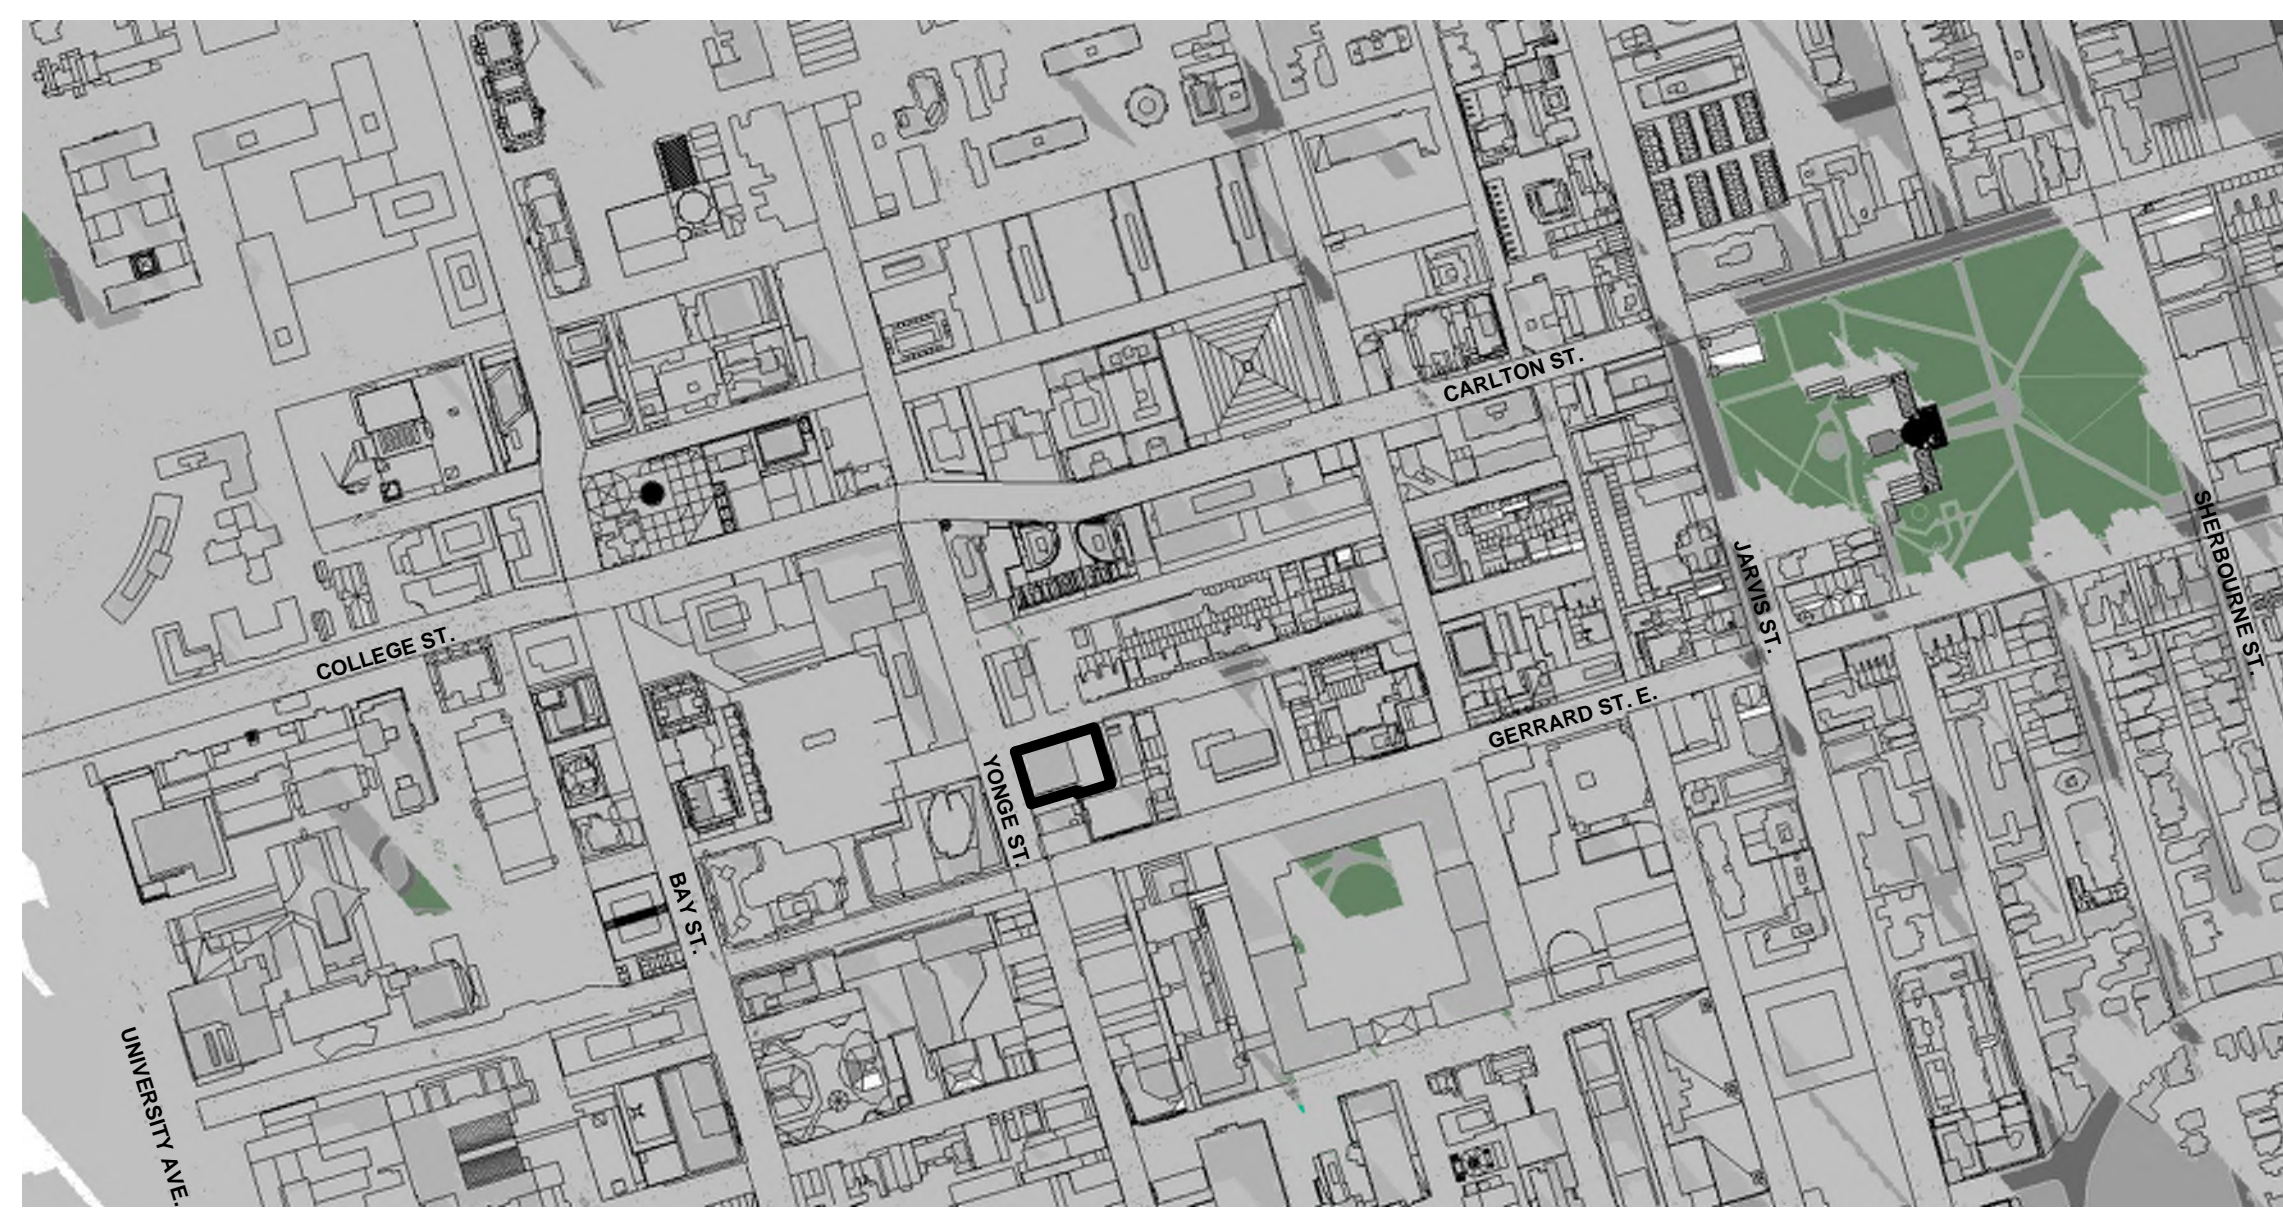 CARLTON ST.
SHERBOURNE ST.
JARVIS ST.
COLLEGE ST.
GERRARD ST. E.
YONGE ST.
BAY ST.
UNIVERSITY AVE.